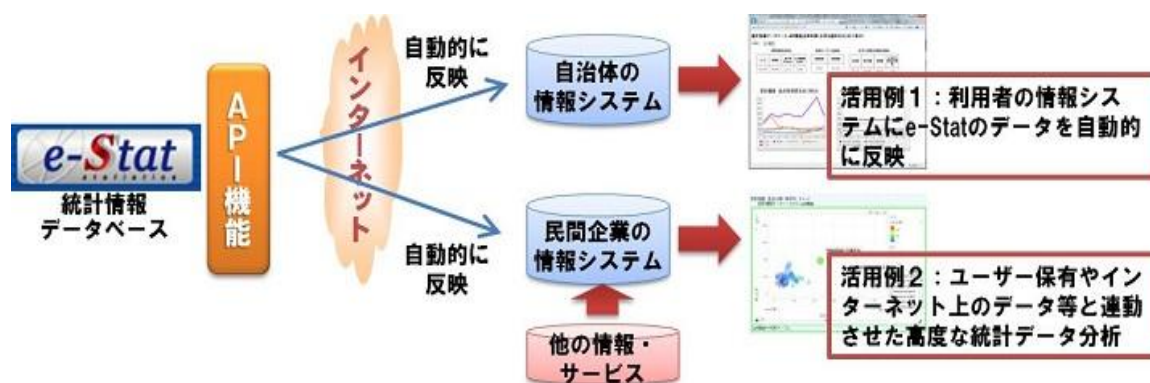 e-Stat
統計情報
データベース
API機能
インターネット
自動的に
反映
自動的に
反映
自治体の
情報システム
民間企業の
情報システム
他の情報・
サービス
活用例1：利用者の情報シス
テムにe-Statのデータを自動的
に反映
活用例2：ユーザー保有やイン
ターネット上のデータ等と連動
させた高度な統計データ分析